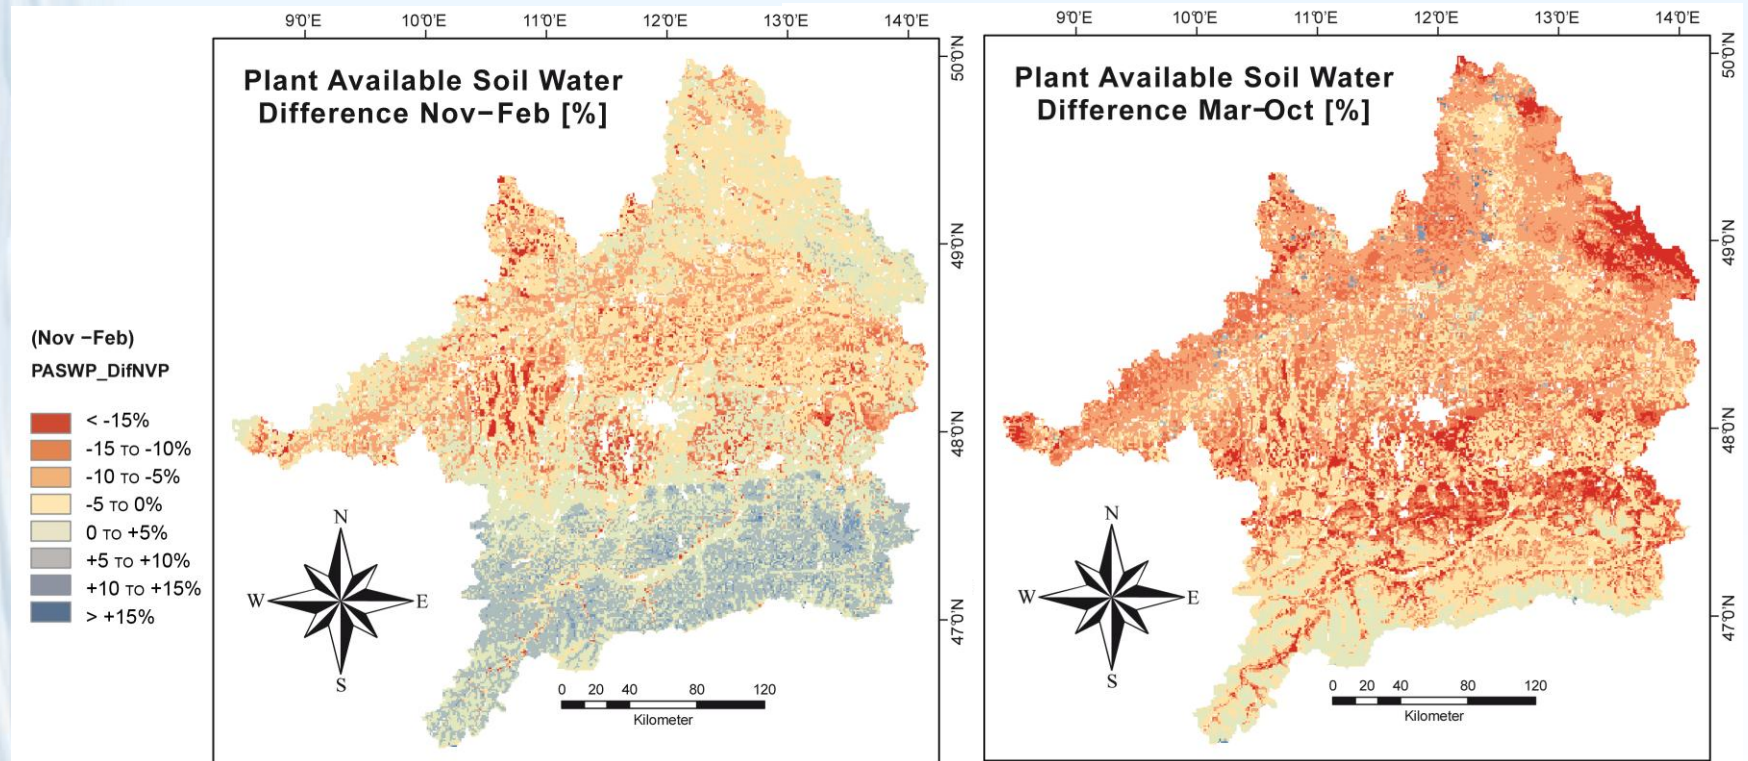 9°0'E 10°0'E 11°0'E 12°0'E 13°0'E 14°0'E
Plant Available Soil Water
Difference Nov−Feb [%]
50°0'N
49°0'N
48°0'N
47°0'N
N
W E
S
0 20 40 80 120
Kilometer
(Nov −Feb)
PASWP_DifNVP
< -15%
-15 TO -10%
-10 TO -5%
-5 TO 0%
0 TO +5%
+5 TO +10%
+10 TO +15%
> +15%
9°0'E 10°0'E 11°0'E 12°0'E 13°0'E 14°0'E
Plant Available Soil Water
Difference Mar−Oct [%]
50°0'N
49°0'N
48°0'N
47°0'N
N
W E
S
0 20 40 80 120
Kilometer